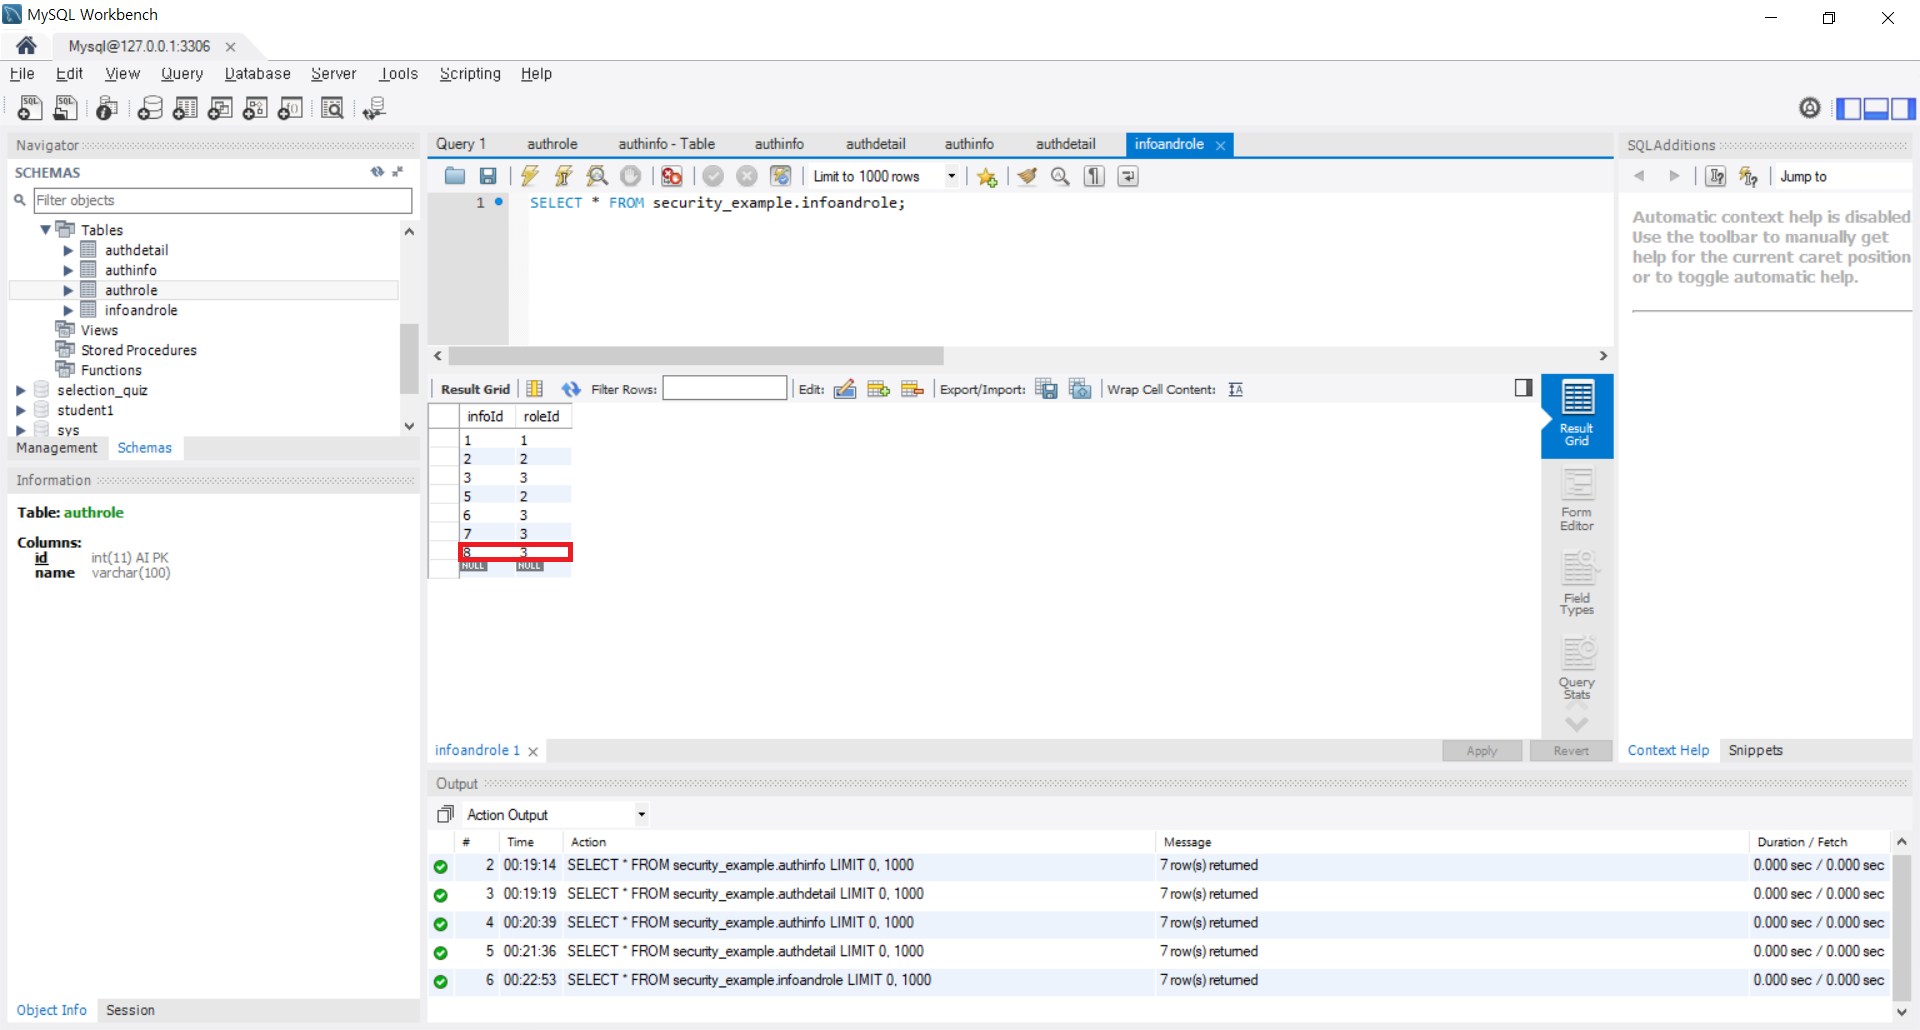 MySQL Workbench
Mysql@127.0.0.1:3306
File Edit View Query Database Server Tools Scripting Help
Navigator
SCHEMAS
Filter objects
Tables
authdetail
authinfo
authrole
infoandrole
Views
Stored Procedures
Functions
selection_quiz
student1
sys
Management Schemas
Information
Table: authrole
Columns:
id int(11) AI PK
name varchar(100)
Object Info Session
Query 1 authrole authinfo - Table authinfo authdetail authinfo authdetail infoandrole
Limit to 1000 rows
1 SELECT * FROM security_example.infoandrole;
Result Grid Filter Rows: Edit: Export/Import: Wrap Cell Content:
infoId roleId
1 1
2 2
3 3
5 2
6 3
7 3
8 3
NULL NULL
Result
Grid
Form
Editor
Field
Types
Query
Stats
infoandrole 1 Apply Revert
SQLAdditions
Jump to
Automatic context help is disabled
Use the toolbar to manually get
help for the current caret position
or to toggle automatic help.
Context Help Snippets
Output
Action Output
# Time Action Message Duration / Fetch
2 00:19:14 SELECT * FROM security_example.authinfo LIMIT 0, 1000 7 row(s) returned 0.000 sec / 0.000 sec
3 00:19:19 SELECT * FROM security_example.authdetail LIMIT 0, 1000 7 row(s) returned 0.000 sec / 0.000 sec
4 00:20:39 SELECT * FROM security_example.authinfo LIMIT 0, 1000 7 row(s) returned 0.000 sec / 0.000 sec
5 00:21:36 SELECT * FROM security_example.authdetail LIMIT 0, 1000 7 row(s) returned 0.000 sec / 0.000 sec
6 00:22:53 SELECT * FROM security_example.infoandrole LIMIT 0, 1000 7 row(s) returned 0.000 sec / 0.000 sec